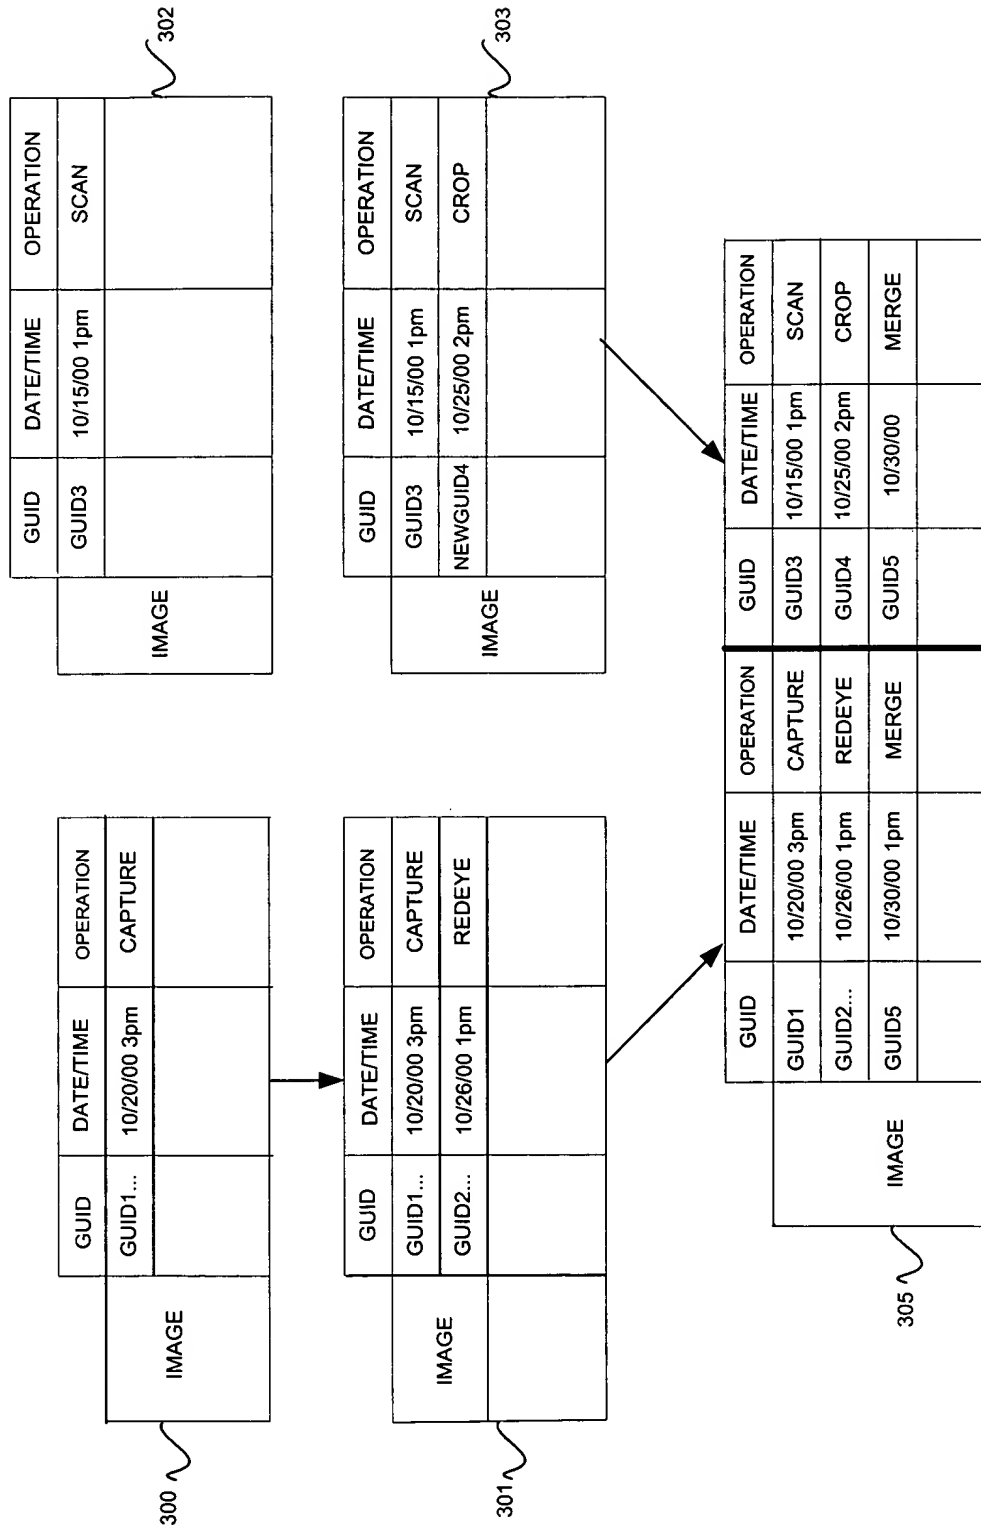 300
IMAGE
GUID DATE/TIME OPERATION
GUID1... 10/20/00 3pm CAPTURE
302
IMAGE
GUID DATE/TIME OPERATION
GUID3 10/15/00 1pm SCAN
301
IMAGE
GUID DATE/TIME OPERATION
GUID1... 10/20/00 3pm CAPTURE
GUID2... 10/26/00 1pm REDEYE
303
IMAGE
GUID DATE/TIME OPERATION
GUID3 10/15/00 1pm SCAN
NEWGUID4 10/25/00 2pm CROP
305
IMAGE
GUID DATE/TIME OPERATION GUID DATE/TIME OPERATION
GUID1 10/20/00 3pm CAPTURE GUID3 10/15/00 1pm SCAN
GUID2... 10/26/00 1pm REDEYE GUID4 10/25/00 2pm CROP
GUID5 10/30/00 1pm MERGE GUID5 10/30/00 MERGE